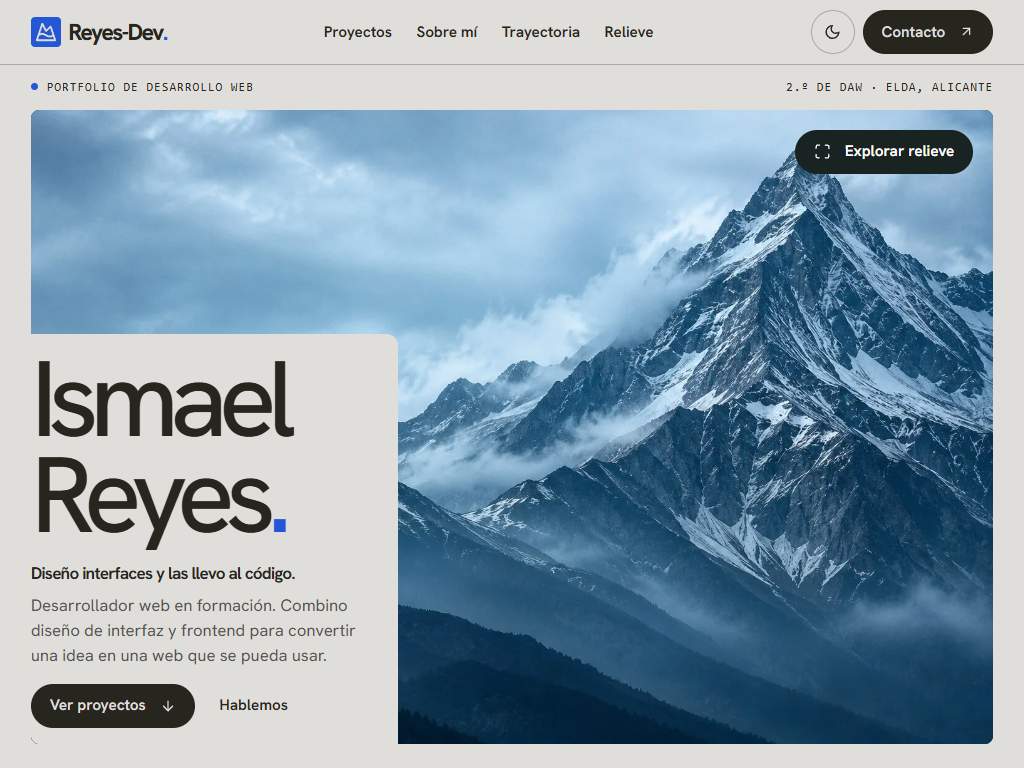 Reyes-Dev.
Proyectos
Sobre mí
Trayectoria
Relieve
Contacto
PORTFOLIO DE DESARROLLO WEB
2.º DE DAW · ELDA, ALICANTE
Explorar relieve
Ismael
Reyes.
Diseño interfaces y las llevo al código.
Desarrollador web en formación. Combino
diseño de interfaz y frontend para convertir
una idea en una web que se pueda usar.
Ver proyectos
Hablemos